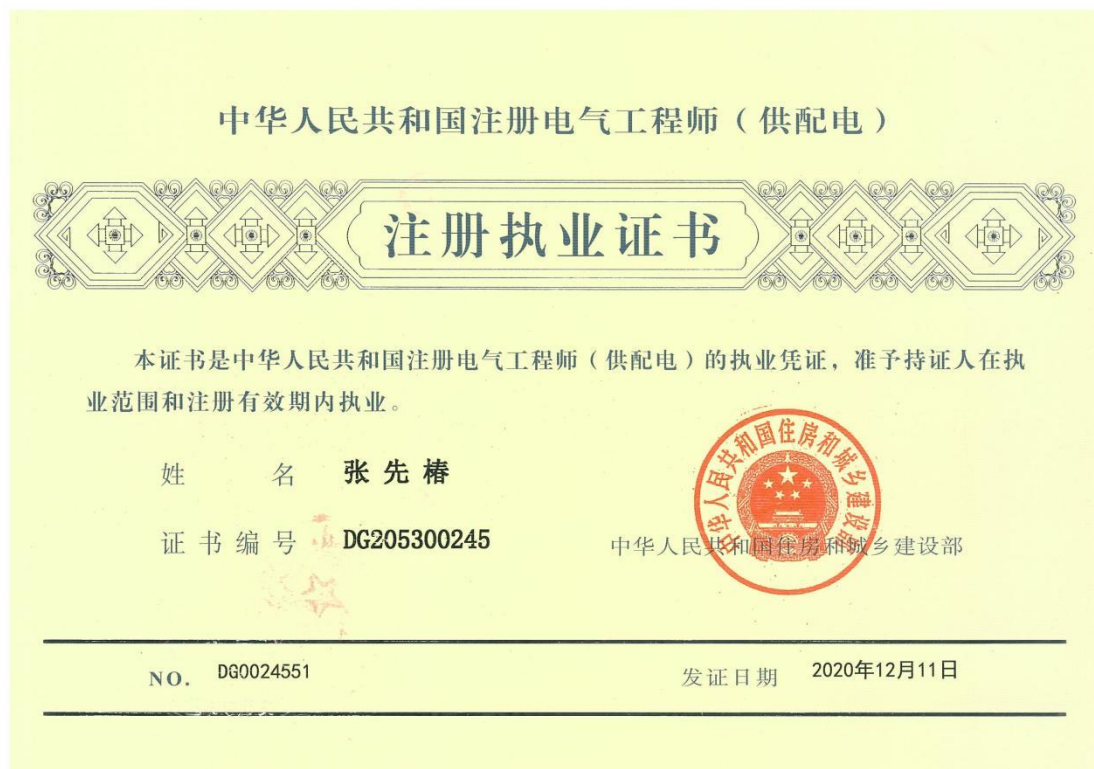 中华人民共和国注册电气工程师（供配电）
注册执业证书
本证书是中华人民共和国注册电气工程师（供配电）的执业凭证，准予持证人在执
业范围和注册有效期内执业。
姓 名 张先椿
证书编号 DG205300245
中华人民共和国住房和城乡建设部
中华人民共和国住房和城乡建设部
NO. DG0024551
发证日期 2020年12月11日